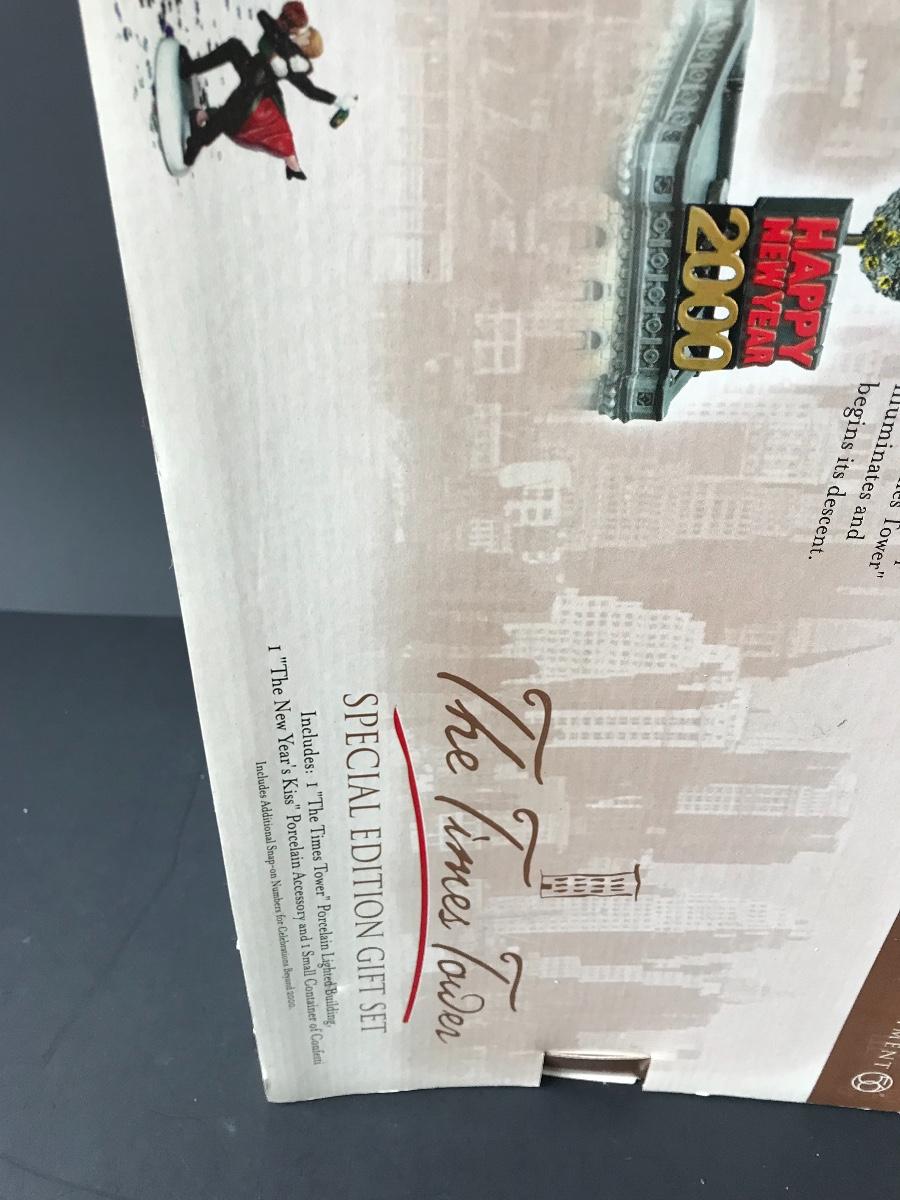 HAPPY
NEW YEAR
2000
Tower"
illuminates and
begins its descent.
The Times Tower
SPECIAL EDITION GIFT SET
Includes: 1 "The Times Tower" Porcelain Lighted Building,
1 "The New Year's Kiss" Porcelain Accessory and 1 Small Container of Confetti
Includes Additional Snap-on Numbers for Celebrations Beyond 2000.
56